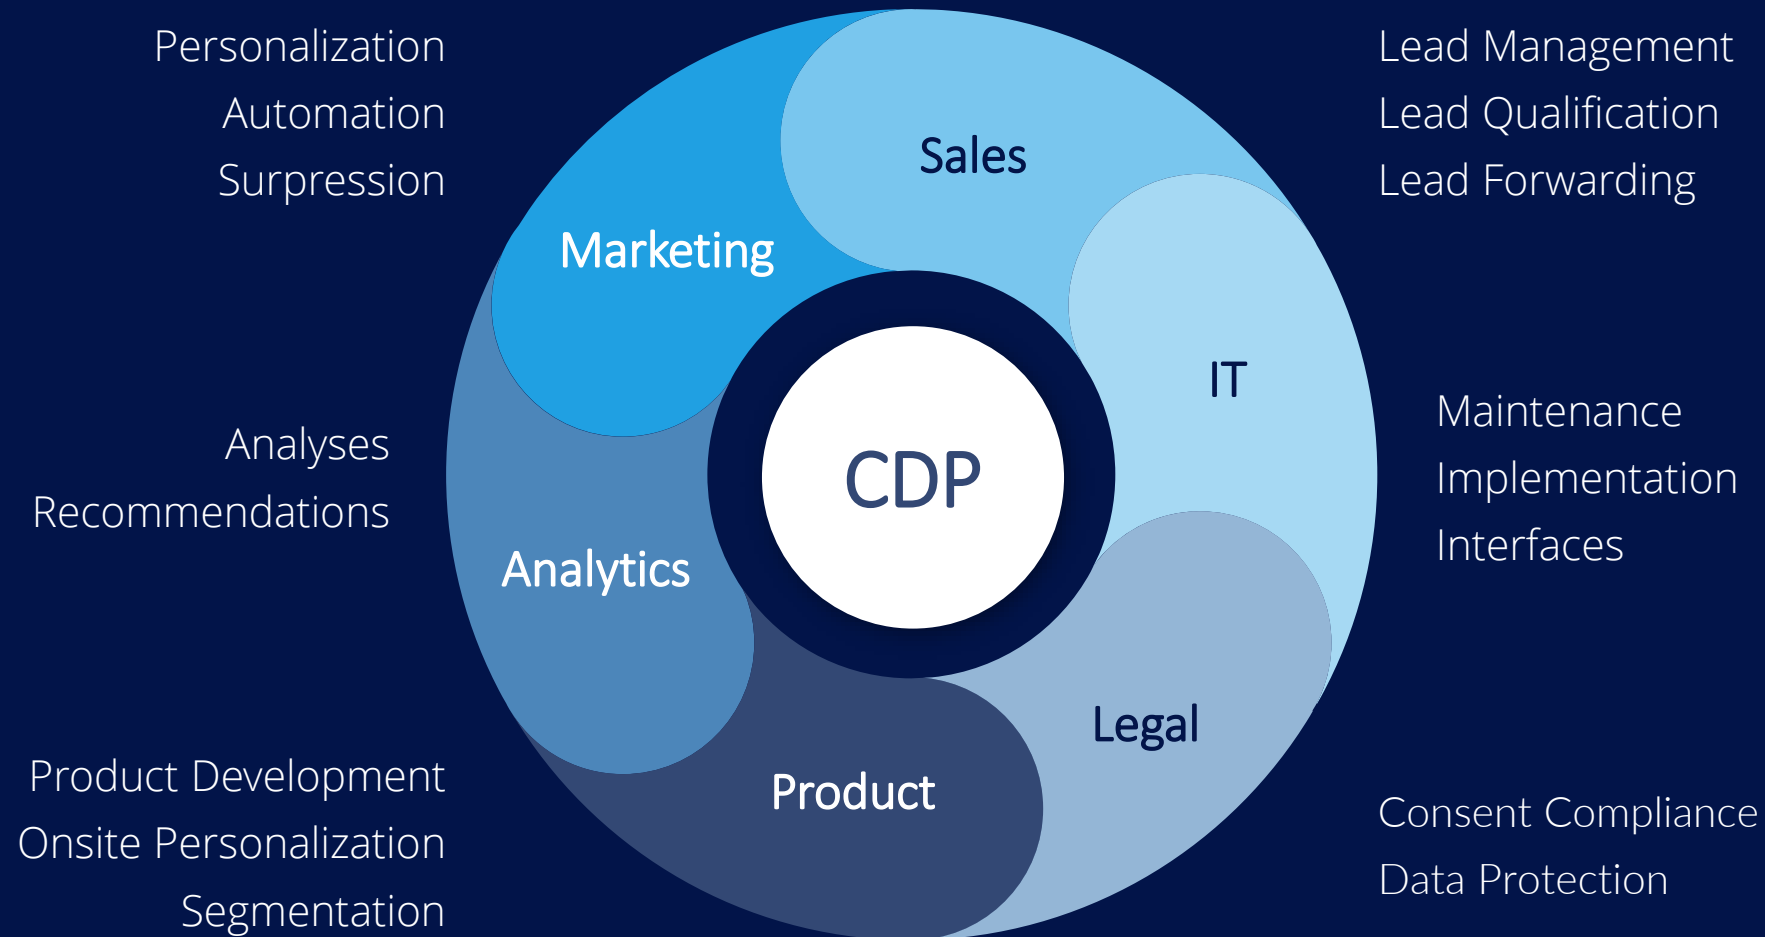 Personalization
Automation
Surpression
Lead Management
Lead Qualification
Lead Forwarding
Sales
Marketing
IT
CDP
Analyses
Recommendations
Maintenance
Implementation
Interfaces
Analytics
Legal
Product
Product Development
Onsite Personalization
Segmentation
Consent Compliance
Data Protection